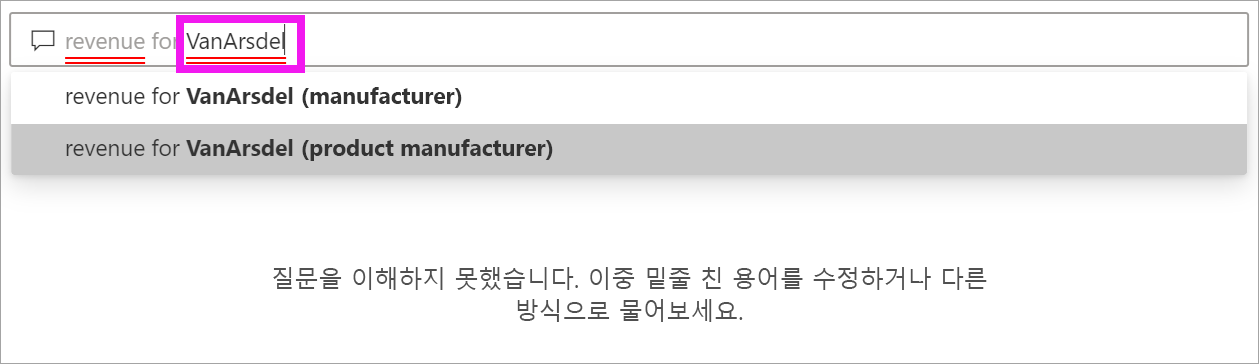 revenue for VanArsdel
revenue for VanArsdel (manufacturer)
revenue for VanArsdel (product manufacturer)
질문을 이해하지 못했습니다. 이중 밑줄 친 용어를 수정하거나 다른
방식으로 물어보세요.